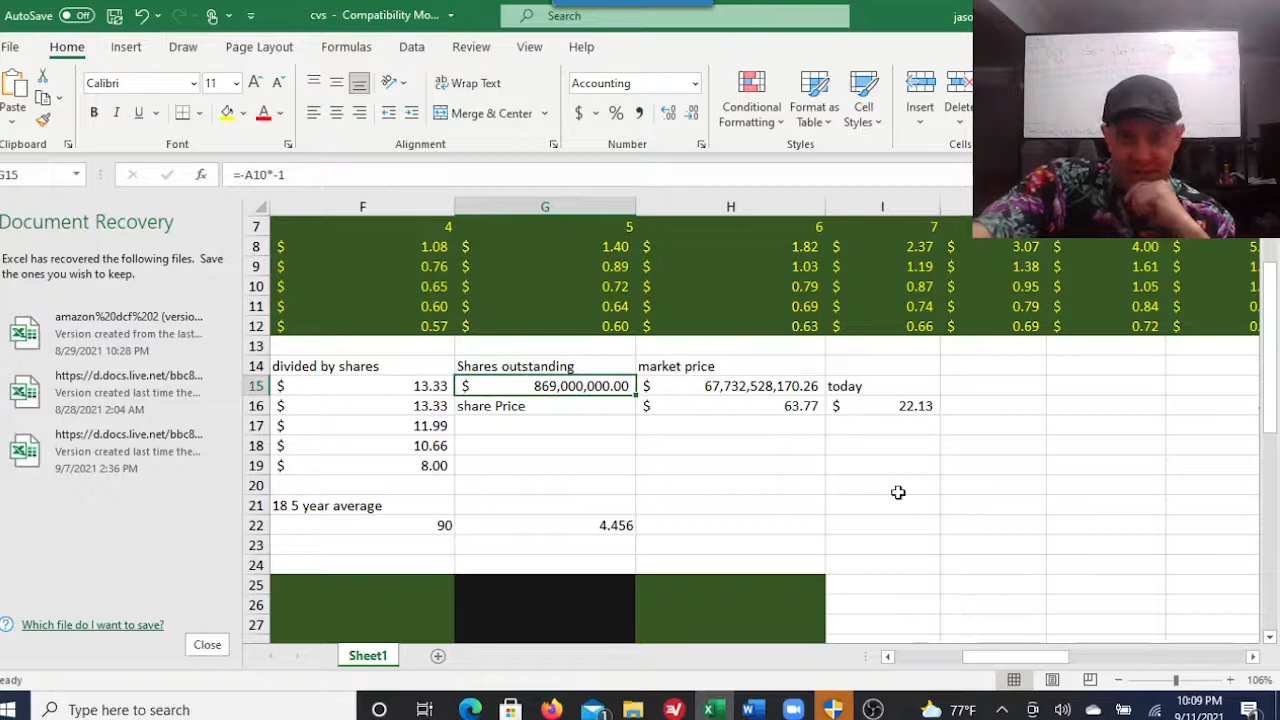 AutoSave Off cvs - Compatibility Mo... Search jaso
File Home Insert Draw Page Layout Formulas Data Review View Help
Calibri 11 Wrap Text Accounting
Paste B I U Merge & Center $ % Conditional Formatting Format as Table Cell Styles Insert Delete
Font Alignment Number Styles Cells
G15 fx =-A10*-1
Document Recovery
Excel has recovered the following files. Save
the ones you wish to keep.
amazon%20dcf%202 (versio...
Version created from the last...
8/29/2021 10:28 PM
https://d.docs.live.net/bbc8...
Version created last time the...
8/28/2021 2:04 AM
https://d.docs.live.net/bbc8...
Version created last time the...
9/7/2021 2:36 PM
Which file do I want to save?
Close
F G H I
7 4 5 6 7
8 $ 1.08 $ 1.40 $ 1.82 $ 2.37 $ 3.07 $ 4.00 $ 5.
9 $ 0.76 $ 0.89 $ 1.03 $ 1.19 $ 1.38 $ 1.61 $ 1.
10 $ 0.65 $ 0.72 $ 0.79 $ 0.87 $ 0.95 $ 1.05 $ 1.
11 $ 0.60 $ 0.64 $ 0.69 $ 0.74 $ 0.79 $ 0.84 $ 0.
12 $ 0.57 $ 0.60 $ 0.63 $ 0.66 $ 0.69 $ 0.72 $ 0.
13
14 divided by shares Shares outstanding market price
15 $ 13.33 $ 869,000,000.00 $ 67,732,528,170.26 today
16 $ 13.33 share Price $ 63.77 $ 22.13
17 $ 11.99
18 $ 10.66
19 $ 8.00
20
21 18 5 year average
22 90 4.456
23
24
25
26
27
Sheet1
eady 106%
Type here to search 77°F 10:09 PM
9/11/2021